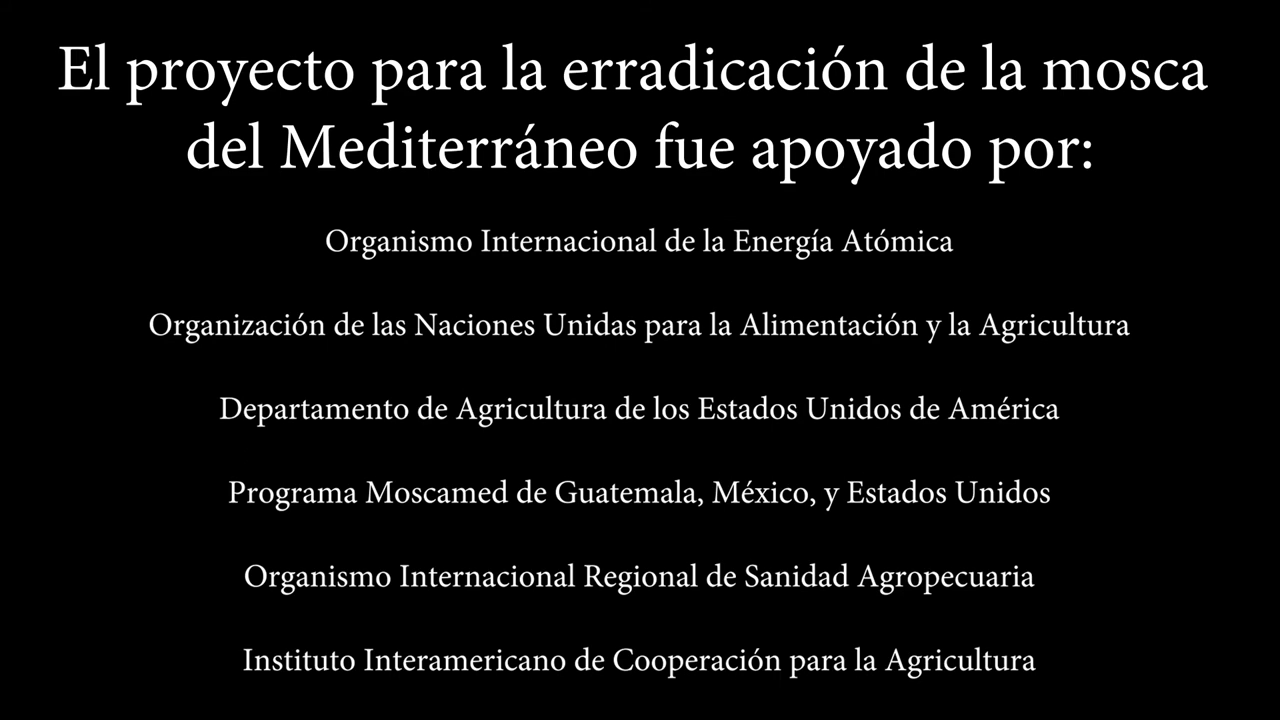 El proyecto para la erradicación de la mosca
del Mediterráneo fue apoyado por:
Organismo Internacional de la Energía Atómica
Organización de las Naciones Unidas para la Alimentación y la Agricultura
Departamento de Agricultura de los Estados Unidos de América
Programa Moscamed de Guatemala, México, y Estados Unidos
Organismo Internacional Regional de Sanidad Agropecuaria
Instituto Interamericano de Cooperación para la Agricultura